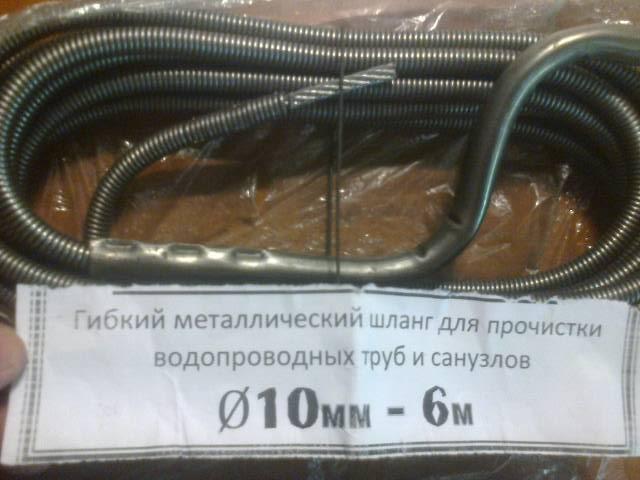 Гибкий металлический шланг для прочистки
водопроводных труб и санузлов
Ø10мм - 6м